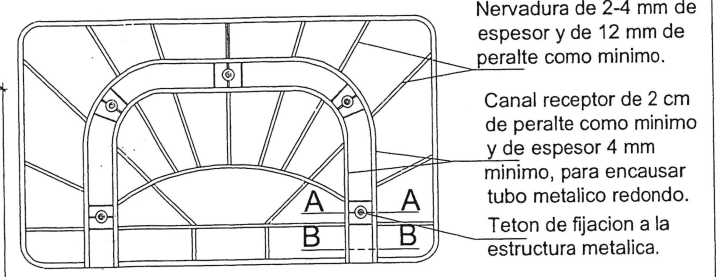 Nervadura de 2-4 mm de
espesor y de 12 mm de
peralte como minimo.
Canal receptor de 2 cm
de peralte como minimo
y de espesor 4 mm
minimo, para encausar
tubo metalico redondo.
A A
Teton de fijacion a la
B B
estructura metalica.